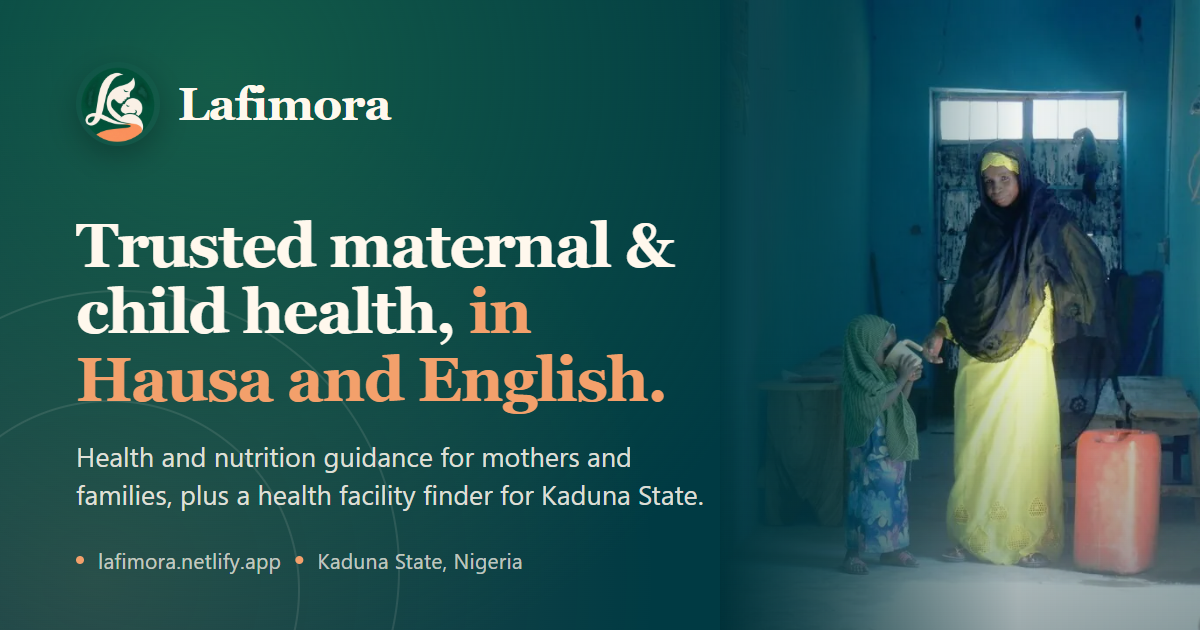 Lafimora
Trusted maternal &
child health, in
Hausa and English.
Health and nutrition guidance for mothers and
families, plus a health facility finder for Kaduna State.
• lafimora.netlify.app • Kaduna State, Nigeria